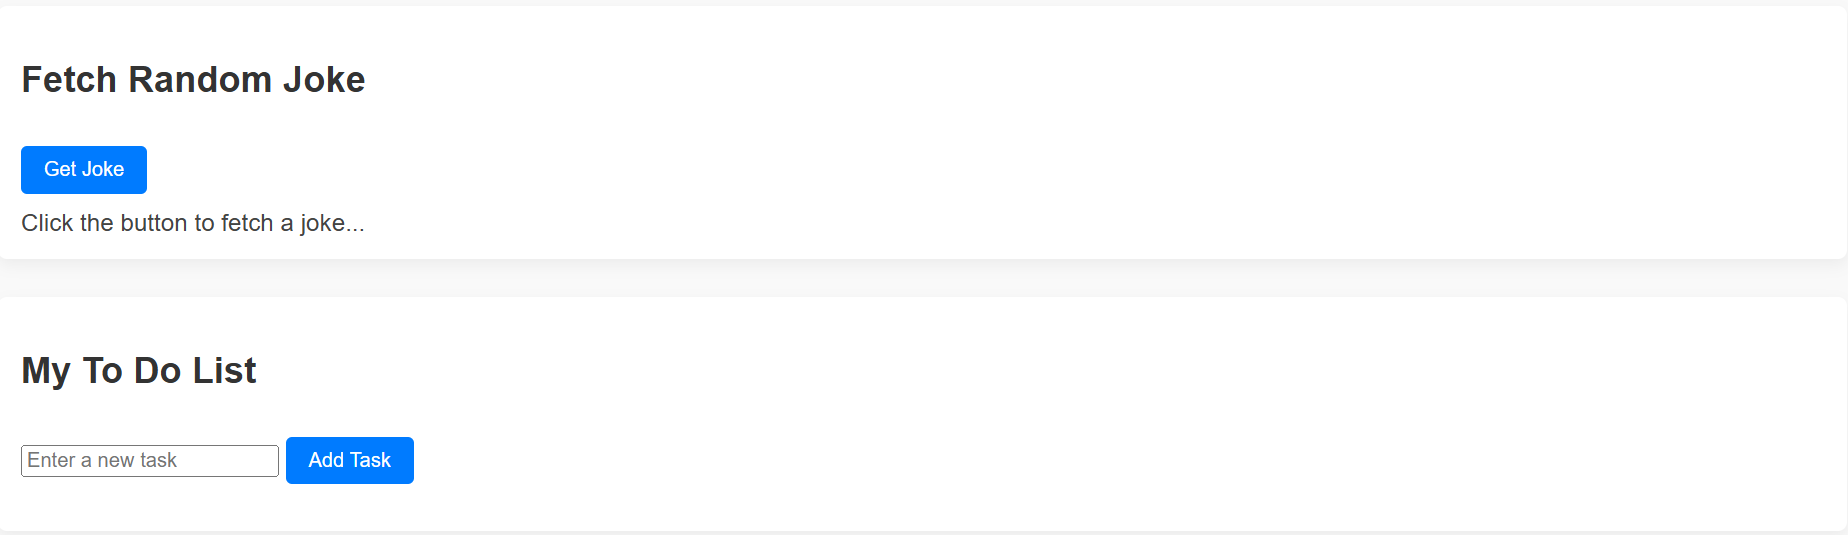 Fetch Random Joke
Get Joke
Click the button to fetch a joke...
My To Do List
Enter a new task Add Task